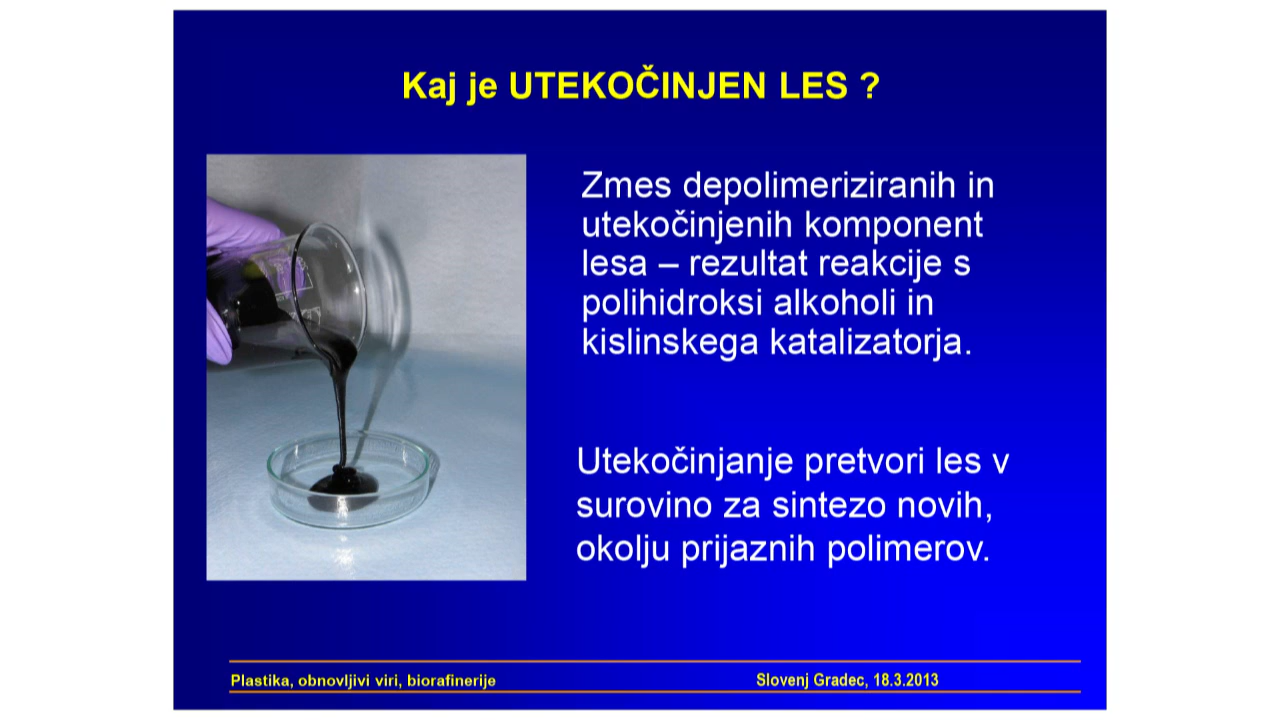 Kaj je UTEKOČINJEN LES ?
Zmes depolimeriziranih in
utekočinjenih komponent
lesa – rezultat reakcije s
polihidroksi alkoholi in
kislinskega katalizatorja.
Utekočinjanje pretvori les v
surovino za sintezo novih,
okolju prijaznih polimerov.
Plastika, obnovljivi viri, biorafinerije
Slovenj Gradec, 18.3.2013